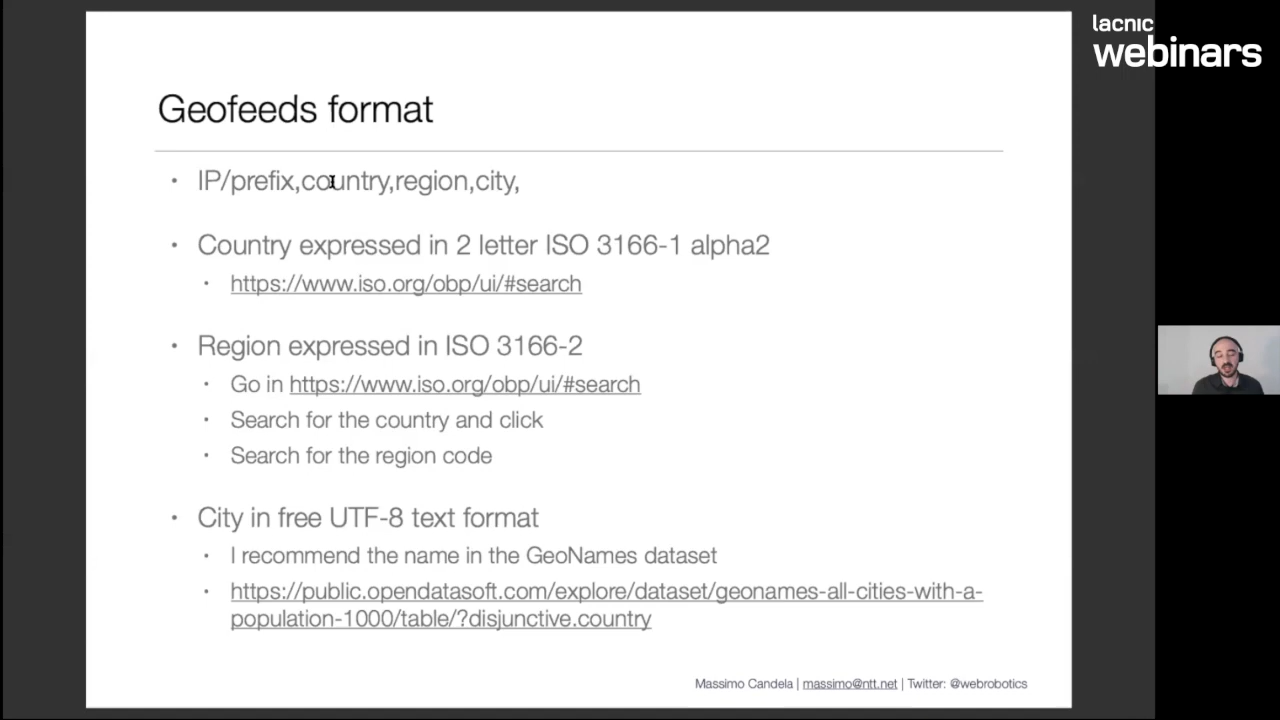 lacnic
webinars
Geofeeds format
• IP/prefix,country,region,city,
• Country expressed in 2 letter ISO 3166-1 alpha2
• https://www.iso.org/obp/ui/#search
• Region expressed in ISO 3166-2
• Go in https://www.iso.org/obp/ui/#search
• Search for the country and click
• Search for the region code
• City in free UTF-8 text format
• I recommend the name in the GeoNames dataset
• https://public.opendatasoft.com/explore/dataset/geonames-all-cities-with-a-
population-1000/table/?disjunctive.country
Massimo Candela | massimo@ntt.net | Twitter: @webrobotics